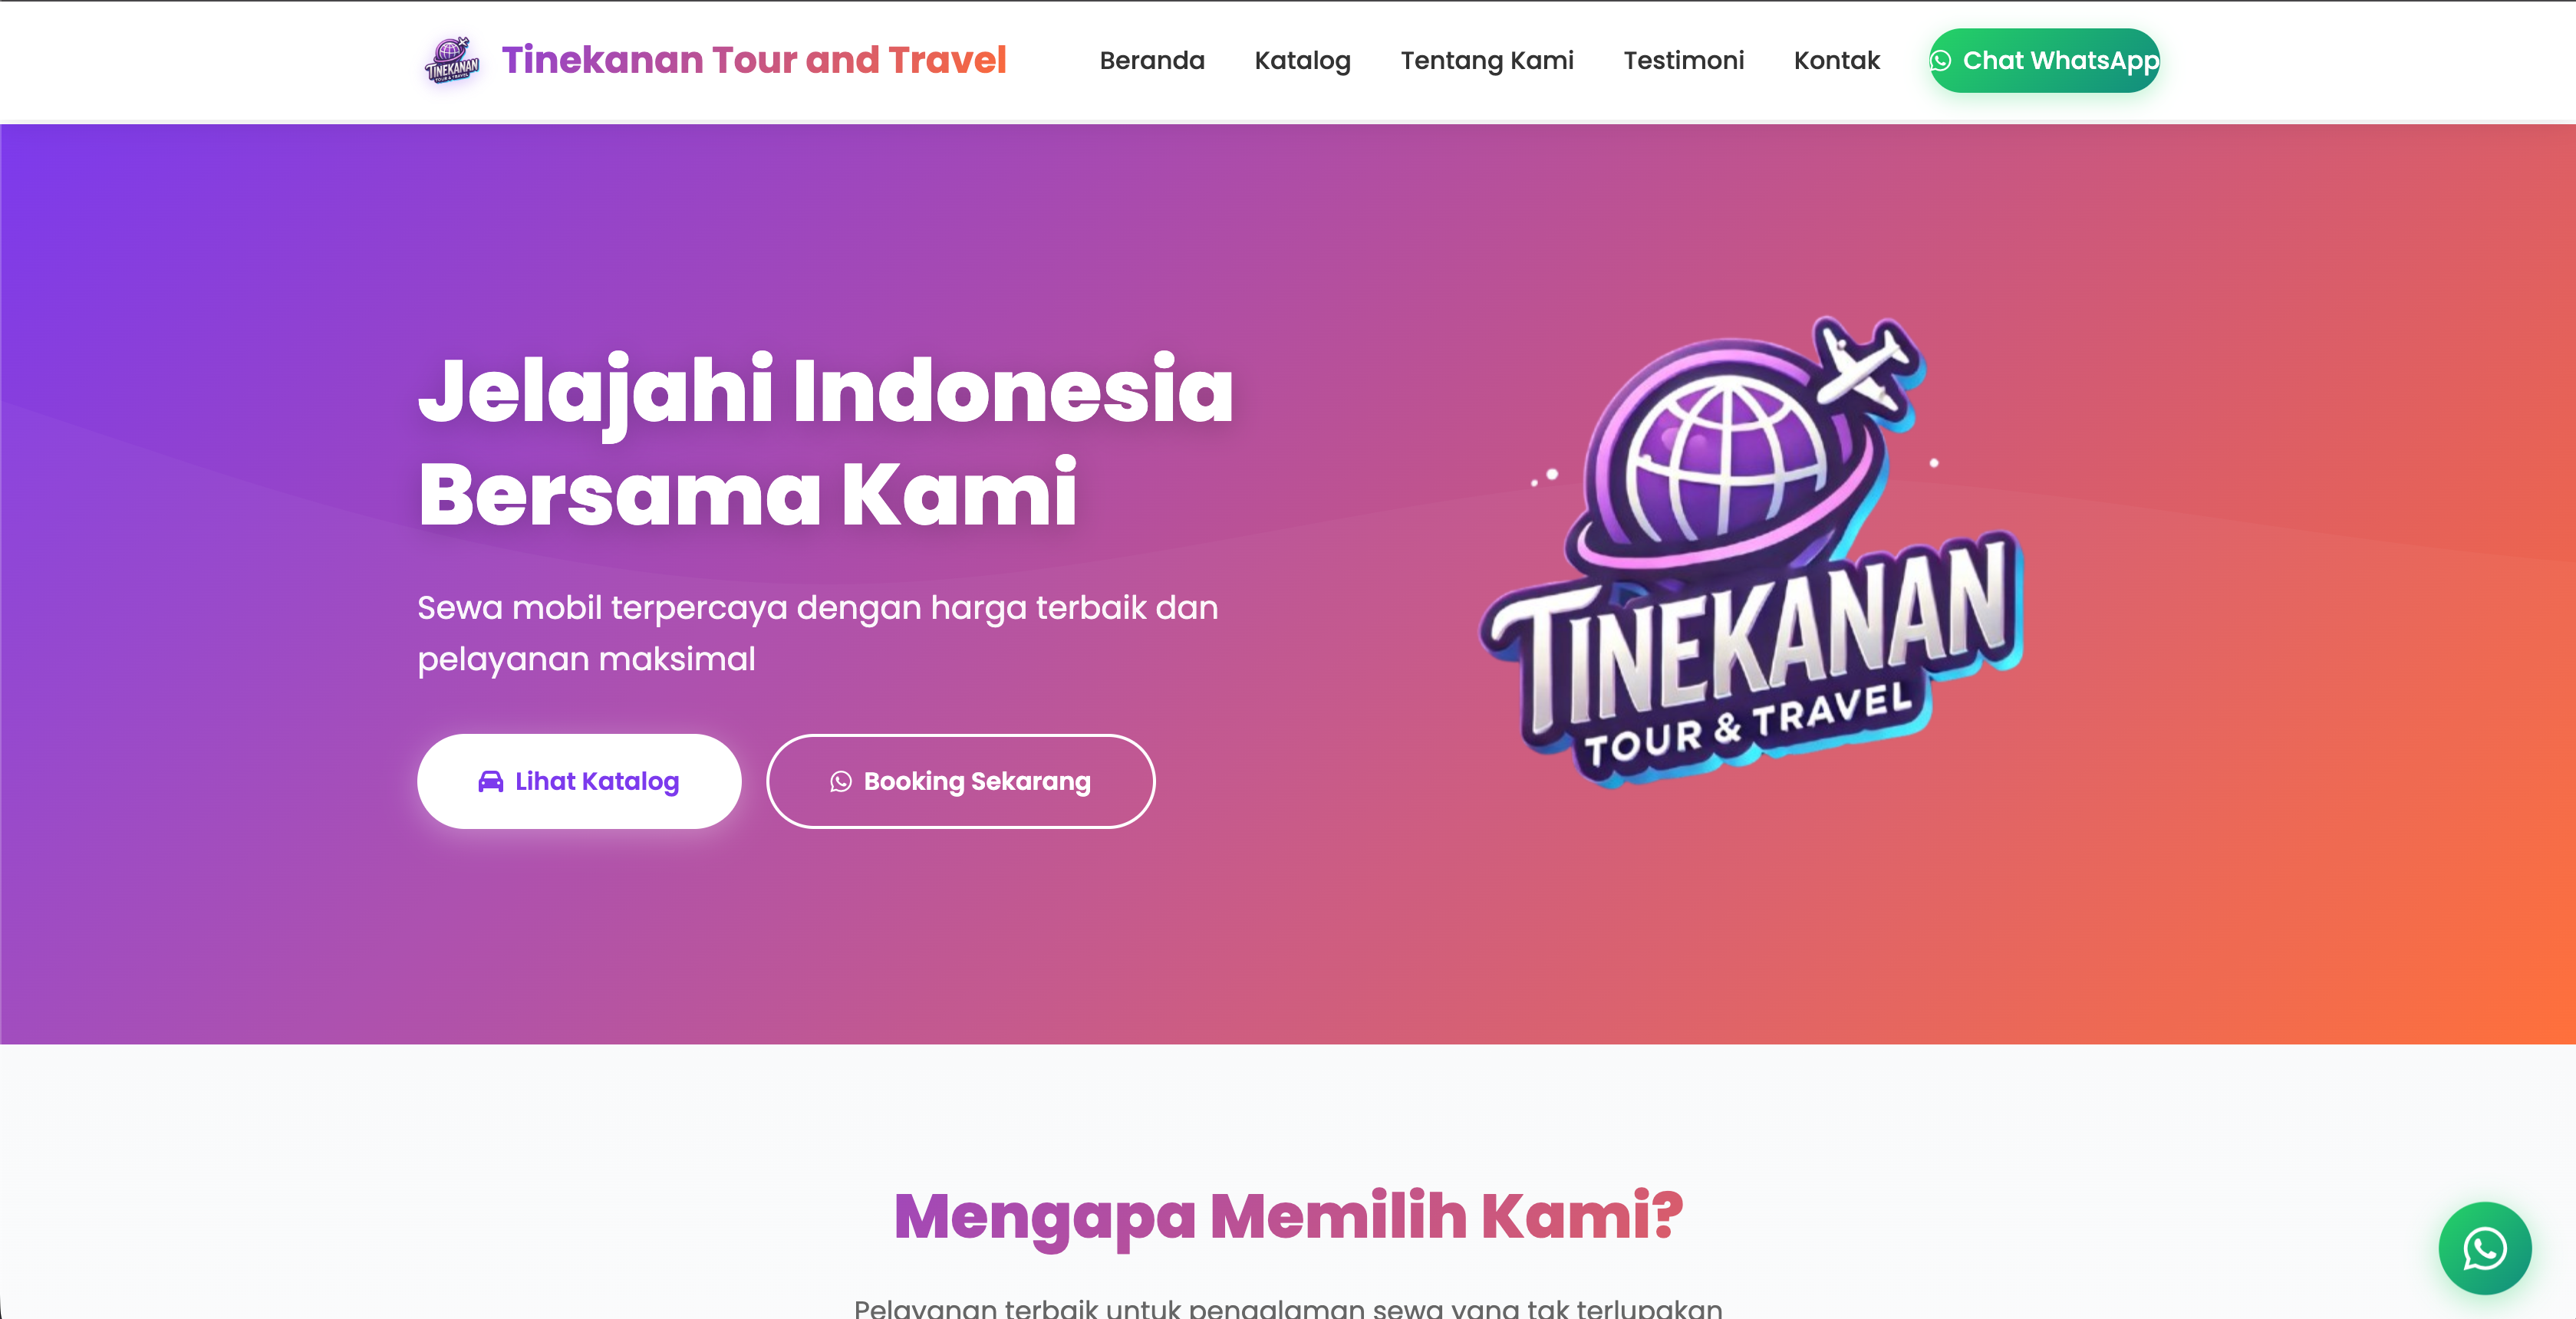 TINEKANAN
TOUR & TRAVEL
Tinekanan Tour and Travel
Beranda
Katalog
Tentang Kami
Testimoni
Kontak
Chat WhatsApp
Jelajahi Indonesia
Bersama Kami
Sewa mobil terpercaya dengan harga terbaik dan
pelayanan maksimal
Lihat Katalog
Booking Sekarang
TINEKANAN
TOUR & TRAVEL
Mengapa Memilih Kami?
Pelayanan terbaik untuk pengalaman sewa yang tak terlupakan